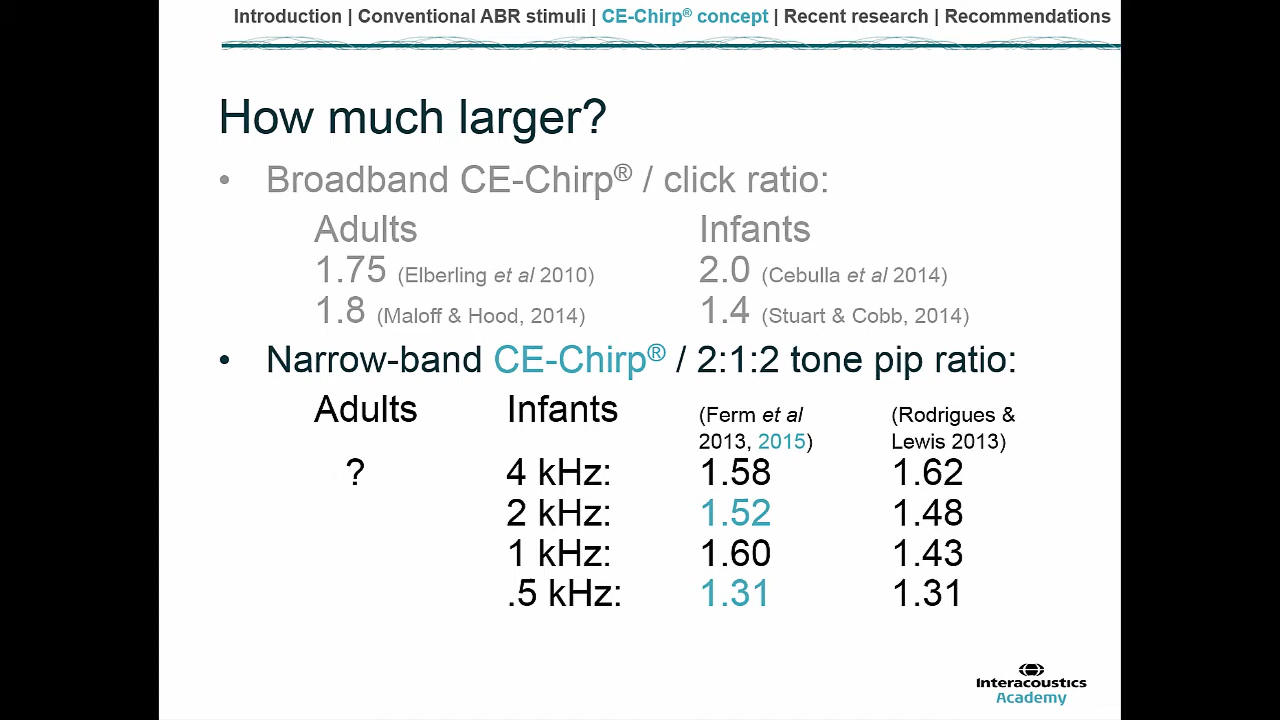 Introduction | Conventional ABR stimuli | CE-Chirp® concept | Recent research | Recommendations
How much larger?
• Broadband CE-Chirp® / click ratio:
Adults Infants
1.75 (Elberling et al 2010) 2.0 (Cebulla et al 2014)
1.8 (Maloff & Hood, 2014) 1.4 (Stuart & Cobb, 2014)
• Narrow-band CE-Chirp® / 2:1:2 tone pip ratio:
Adults Infants (Ferm et al 2013, 2015) (Rodrigues & Lewis 2013)
? 4 kHz: 1.58 1.62
2 kHz: 1.52 1.48
1 kHz: 1.60 1.43
.5 kHz: 1.31 1.31
Interacoustics
Academy